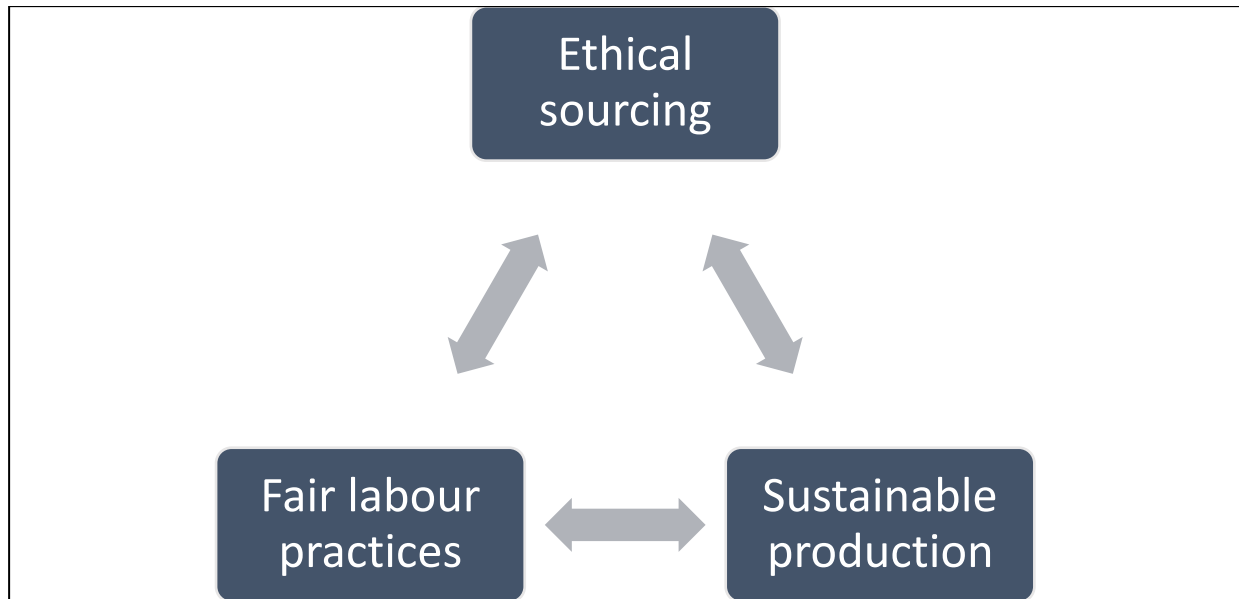 Ethical
sourcing
Fair labour
practices
Sustainable
production